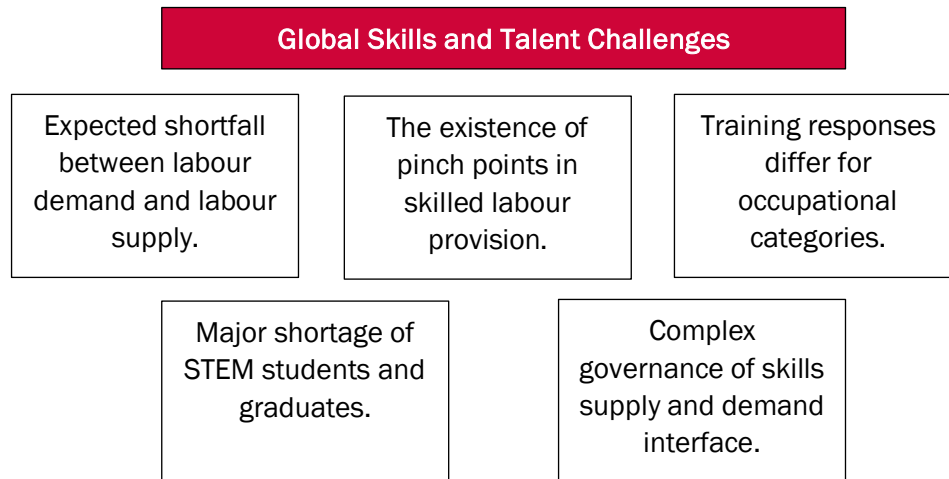 Global Skills and Talent Challenges
Expected shortfall
between labour
demand and labour
supply.
The existence of
pinch points in
skilled labour
provision.
Training responses
differ for
occupational
categories.
Major shortage of
STEM students and
graduates.
Complex
governance of skills
supply and demand
interface.